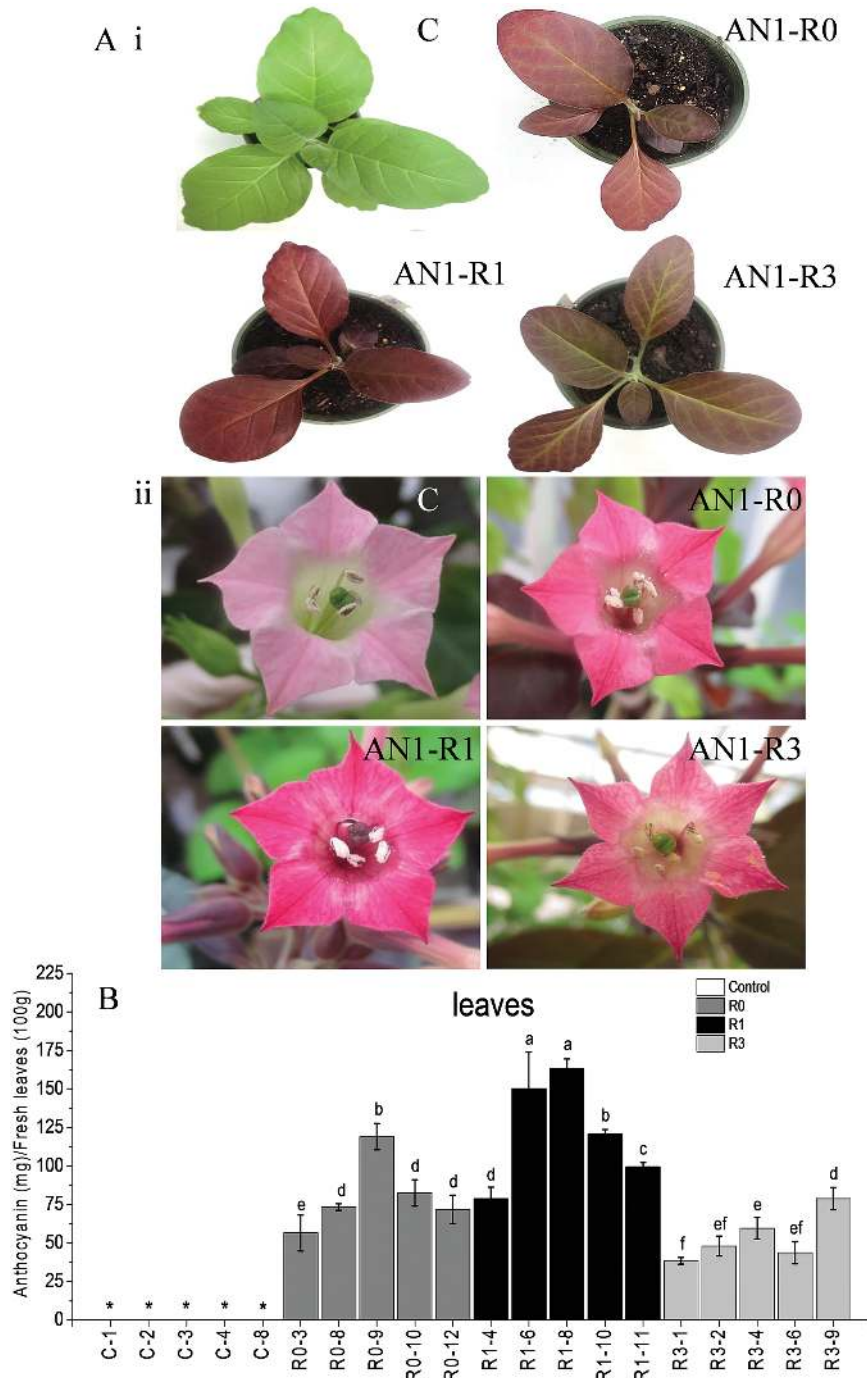 A i
C
AN1-R0
AN1-R1
AN1-R3
ii
C
AN1-R0
AN1-R1
AN1-R3
B
leaves
Control
R0
R1
R3
Anthocyanin (mg)/Fresh leaves (100g)
225
200
175
150
125
100
75
50
25
0
* * * * * e d b d d d a a b c f ef e ef d
C-1 C-2 C-3 C-4 C-8 R0-3 R0-8 R0-9 R0-10 R0-12 R1-4 R1-6 R1-8 R1-10 R1-11 R3-1 R3-2 R3-4 R3-6 R3-9